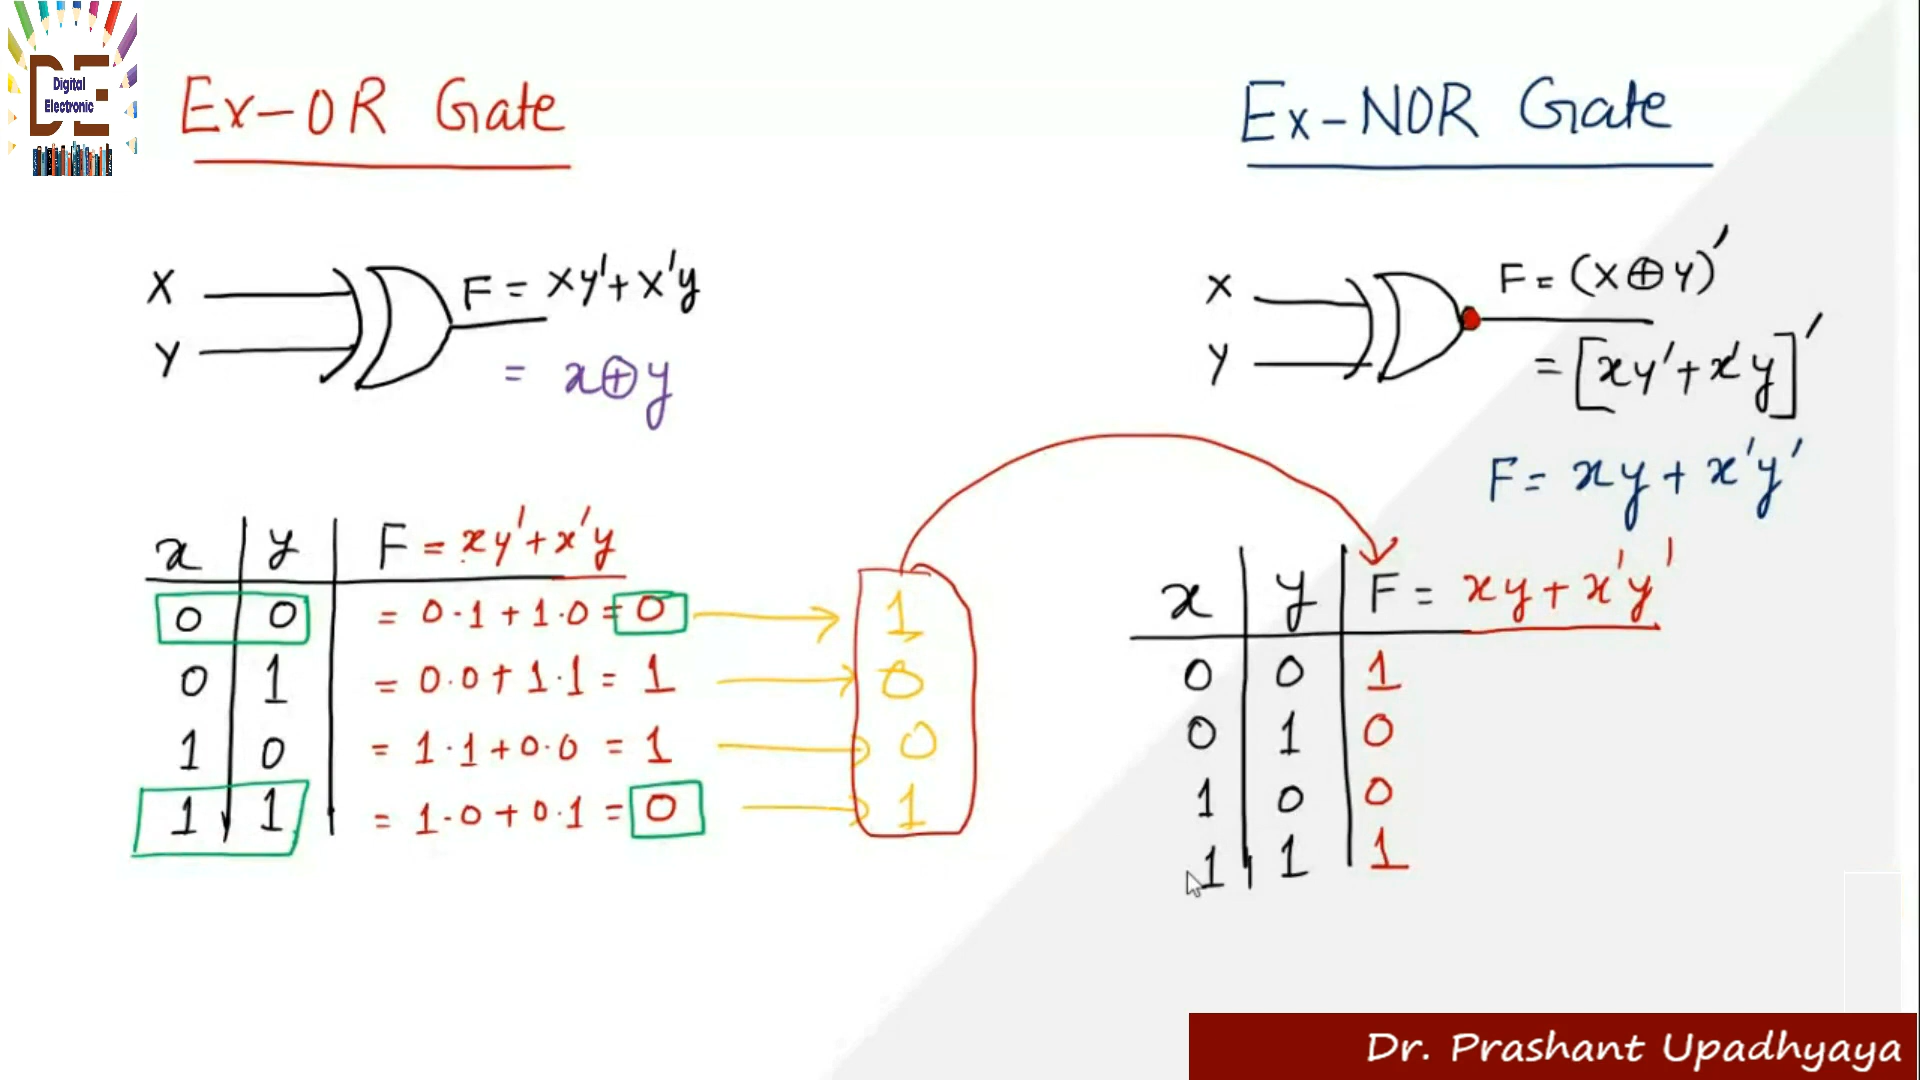 DE
Digital
Electronic
Ex-OR Gate
X
Y
F = xy'+x'y
= x⊕y
x y F = xy'+x'y
0 0 = 0·1+1·0 = 0 → 1
0 1 = 0·0+1·1 = 1 → 0
1 0 = 1·1+0·0 = 1 → 0
1 1 = 1·0+0·1 = 0 → 1
Ex-NOR Gate
X
Y
F = (X⊕Y)'
= [xy'+x'y]'
F = xy+x'y'
x y F = xy+x'y'
0 0 1
0 1 0
1 0 0
1 1 1
Dr. Prashant Upadhyaya